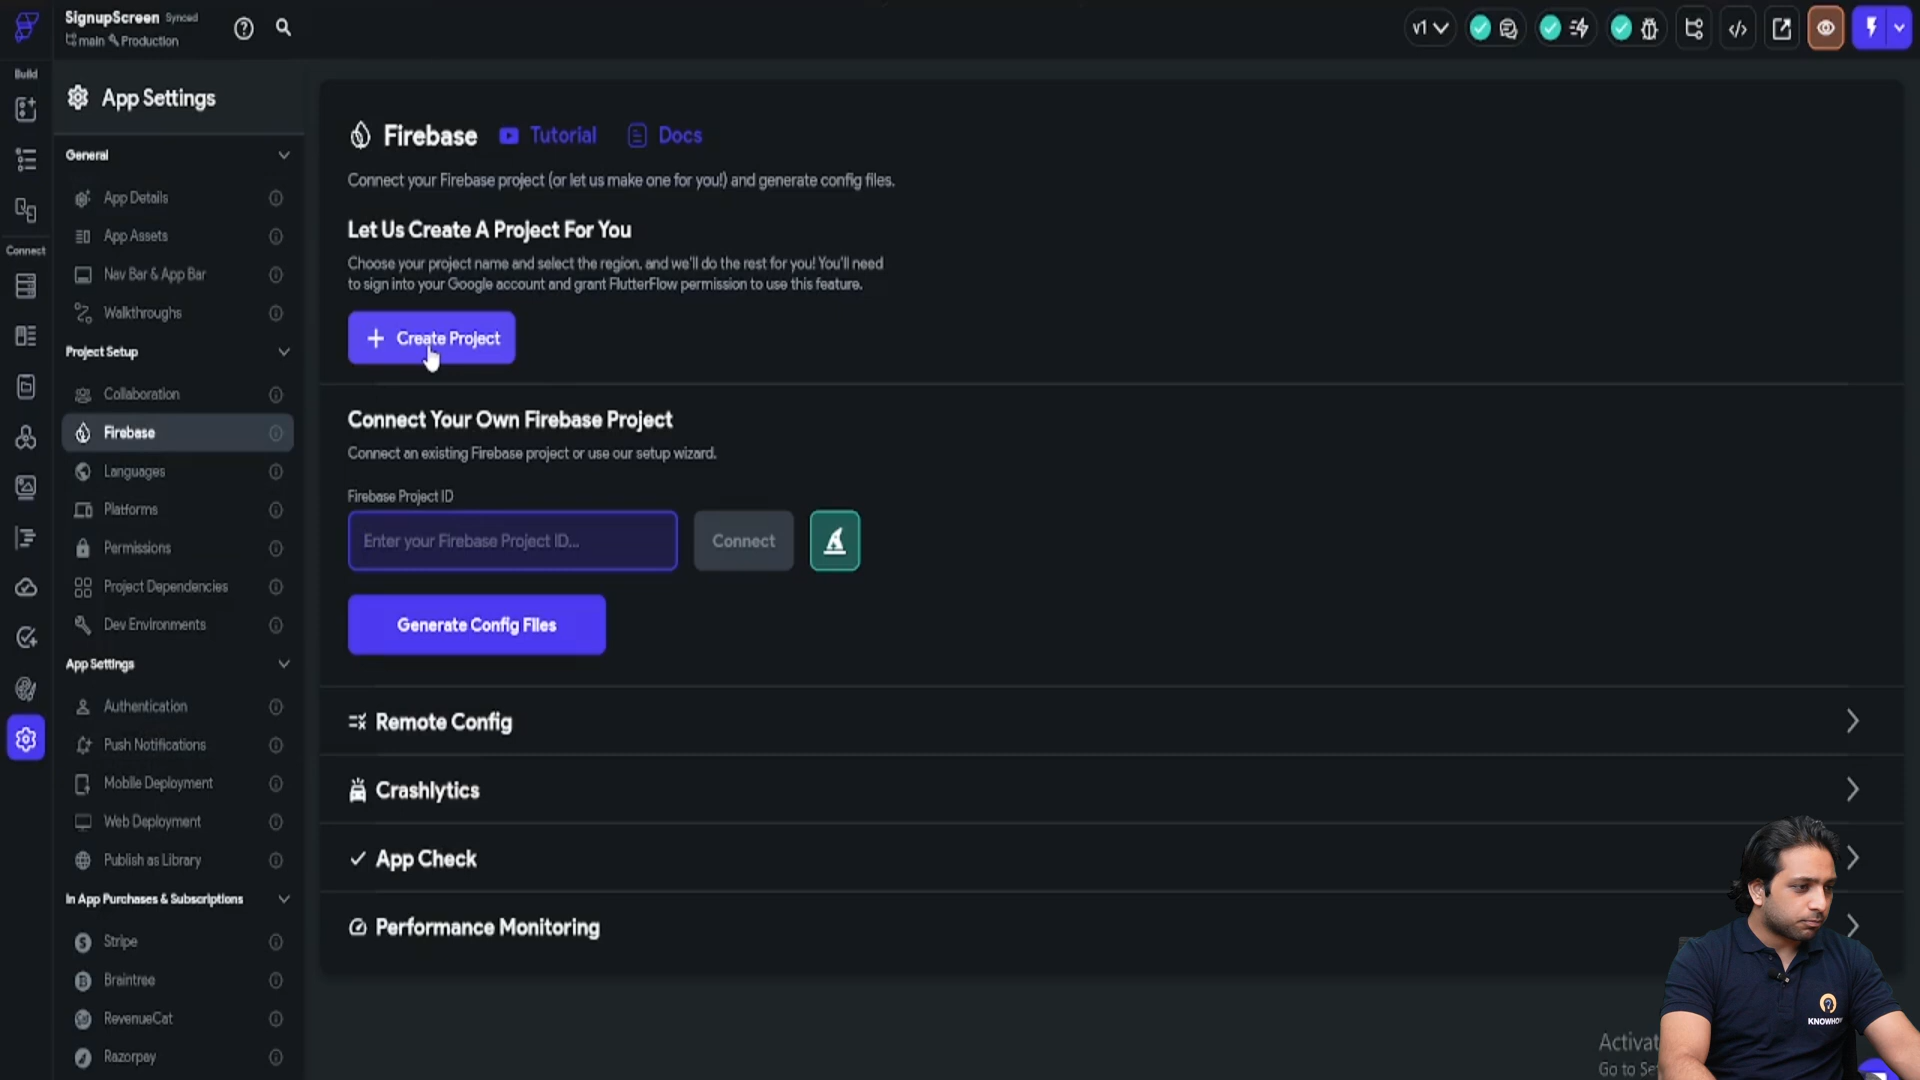 SignupScreen Synced
main Production
v1
Build
Connect
App Settings
General
App Details
App Assets
Nav Bar & App Bar
Walkthroughs
Project Setup
Collaboration
Firebase
Languages
Platforms
Permissions
Project Dependencies
Dev Environments
App Settings
Authentication
Push Notifications
Mobile Deployment
Web Deployment
Publish as Library
In App Purchases & Subscriptions
Stripe
Braintree
RevenueCat
Razorpay
Firebase Tutorial Docs
Connect your Firebase project (or let us make one for you!) and generate config files.
Let Us Create A Project For You
Choose your project name and select the region, and we'll do the rest for you! You'll need
to sign into your Google account and grant FlutterFlow permission to use this feature.
+ Create Project
Connect Your Own Firebase Project
Connect an existing Firebase project or use our setup wizard.
Firebase Project ID
Enter your Firebase Project ID...
Connect
Generate Config Files
Remote Config
Crashlytics
App Check
Performance Monitoring
Activat
Go to Se